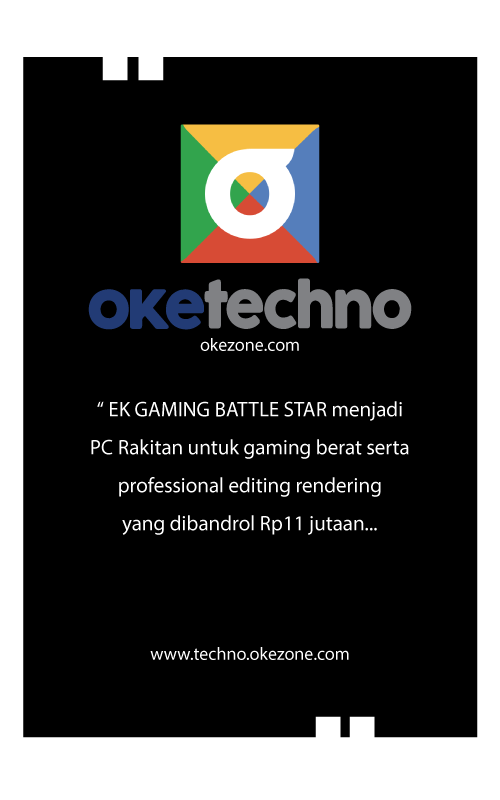 oketechno
okezone.com
“ EK GAMING BATTLE STAR menjadi
PC Rakitan untuk gaming berat serta
professional editing rendering
yang dibandrol Rp11 jutaan...
www.techno.okezone.com